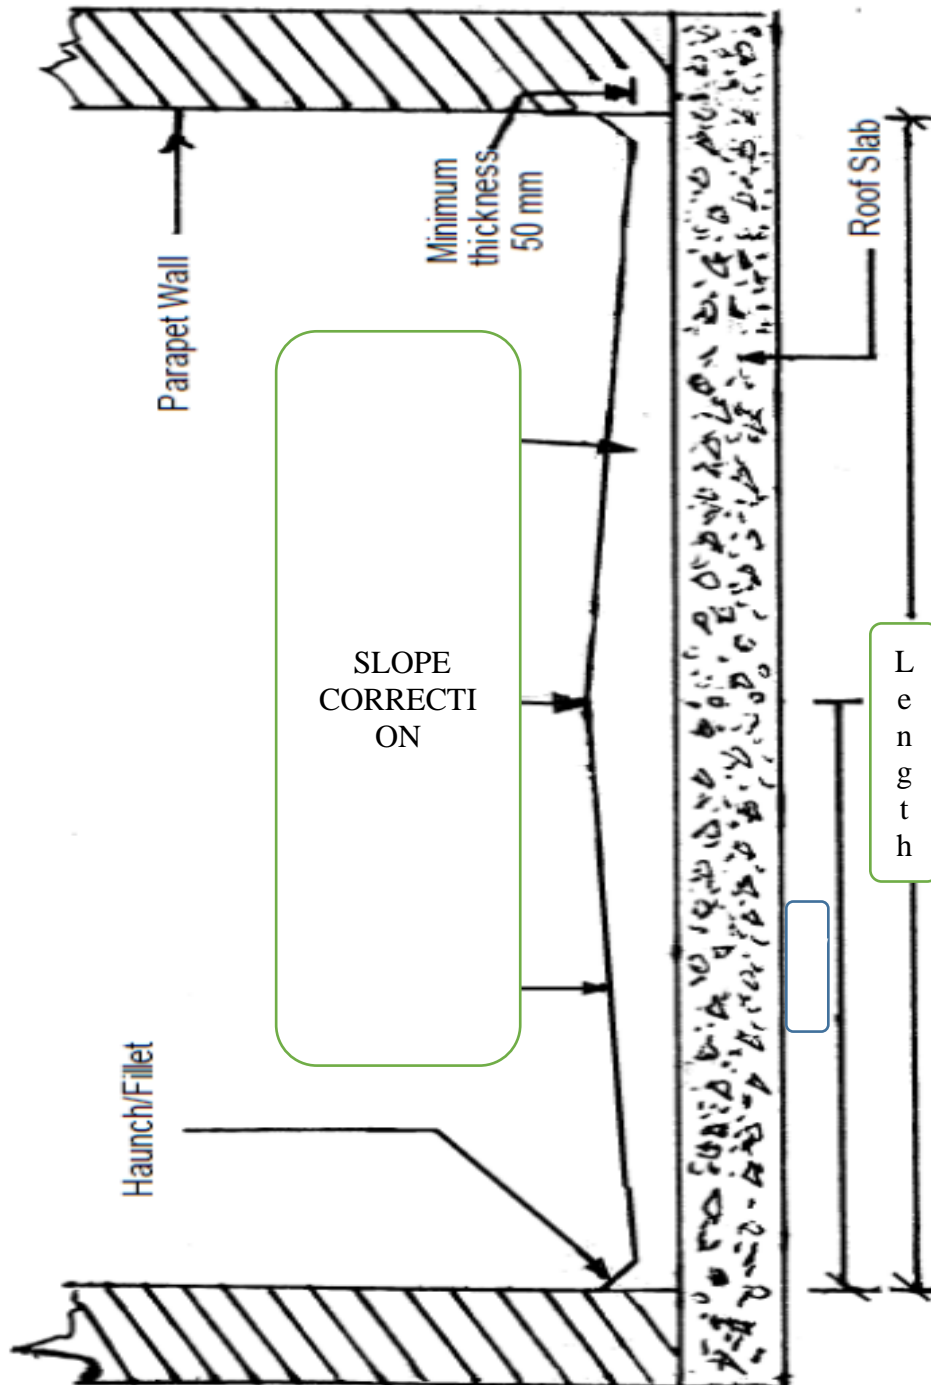 Parapet Wall
Minimum
thickness
50 mm
Roof Slab
SLOPE
CORRECTI
ON
L
e
n
g
t
h
Haunch/Fillet